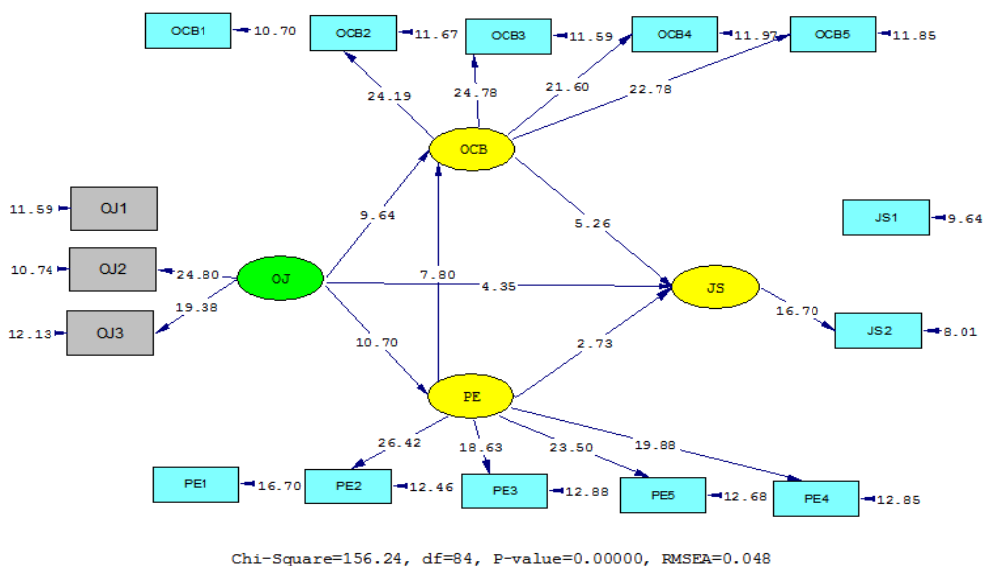 OCB1 10.70 OCB2 11.67 OCB3 11.59 OCB4 11.97 OCB5 11.85
24.19 24.78 21.60 22.78
OCB
11.59 OJ1
9.64 5.26 JS1 9.64
10.74 OJ2 24.80 OJ 7.80 4.35 JS
19.38 16.70
12.13 OJ3 10.70 2.73 JS2 8.01
PE
26.42 18.63 23.50 19.88
PE1 16.70 PE2 12.46 PE3 12.88 PE5 12.68 PE4 12.85
Chi-Square=156.24, df=84, P-value=0.00000, RMSEA=0.048